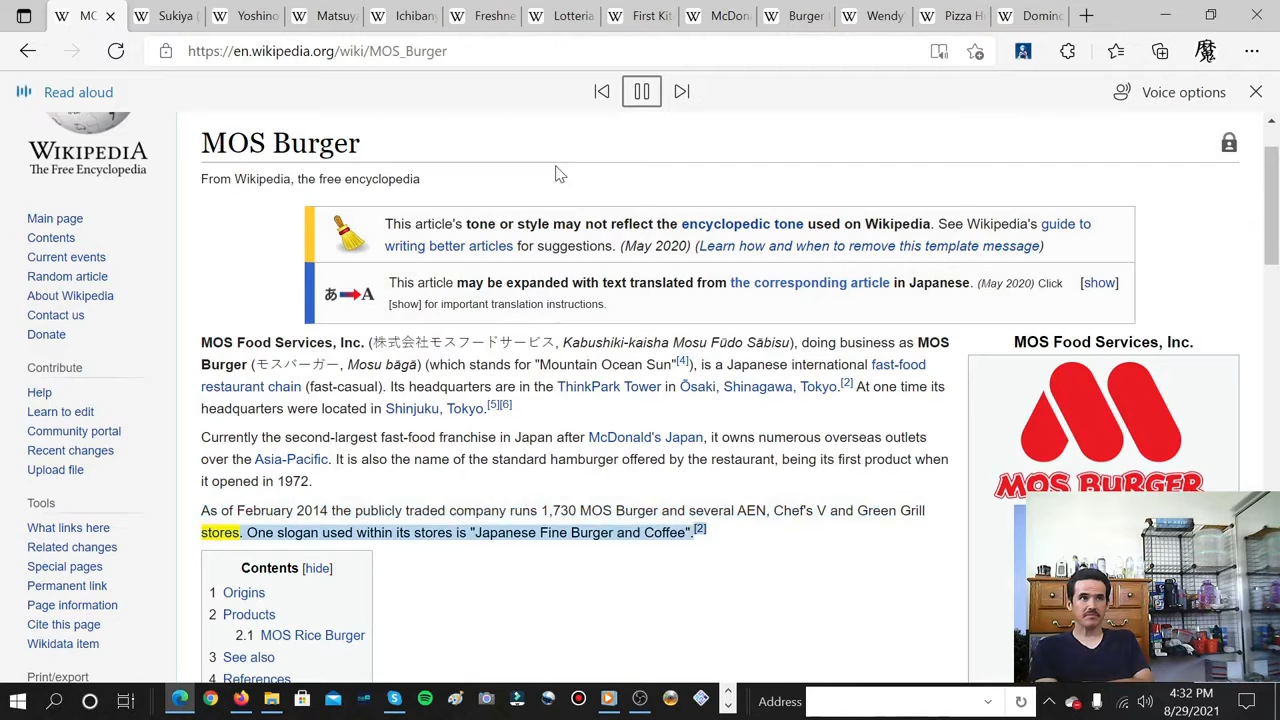 MC
Sukiya (
Yoshino
Matsuy
Ichiban
Freshne
Lotteria
First Kit
McDon
Burger
Wendy'
Pizza H
Domino
https://en.wikipedia.org/wiki/MOS_Burger
魔
Read aloud
Voice options
WIKIPEDIA
The Free Encyclopedia
Main page
Contents
Current events
Random article
About Wikipedia
Contact us
Donate
Contribute
Help
Learn to edit
Community portal
Recent changes
Upload file
Tools
What links here
Related changes
Special pages
Permanent link
Page information
Cite this page
Wikidata item
Print/export
MOS Burger
From Wikipedia, the free encyclopedia
This article's tone or style may not reflect the encyclopedic tone used on Wikipedia. See Wikipedia's guide to
writing better articles for suggestions. (May 2020) (Learn how and when to remove this template message)
あ A
This article may be expanded with text translated from the corresponding article in Japanese. (May 2020) Click [show]
[show] for important translation instructions.
MOS Food Services, Inc. (株式会社モスフードサービス, Kabushiki-kaisha Mosu Fūdo Sābisu), doing business as MOS
Burger (モスバーガー, Mosu bāgā) (which stands for "Mountain Ocean Sun"[4]), is a Japanese international fast-food
restaurant chain (fast-casual). Its headquarters are in the ThinkPark Tower in Ōsaki, Shinagawa, Tokyo.[2] At one time its
headquarters were located in Shinjuku, Tokyo.[5][6]
Currently the second-largest fast-food franchise in Japan after McDonald's Japan, it owns numerous overseas outlets
over the Asia-Pacific. It is also the name of the standard hamburger offered by the restaurant, being its first product when
it opened in 1972.
As of February 2014 the publicly traded company runs 1,730 MOS Burger and several AEN, Chef's V and Green Grill
stores. One slogan used within its stores is "Japanese Fine Burger and Coffee".[2]
Contents [hide]
1 Origins
2 Products
2.1 MOS Rice Burger
3 See also
4 References
MOS Food Services, Inc.
MOS BURGER
Address
4:32 PM
8/29/2021